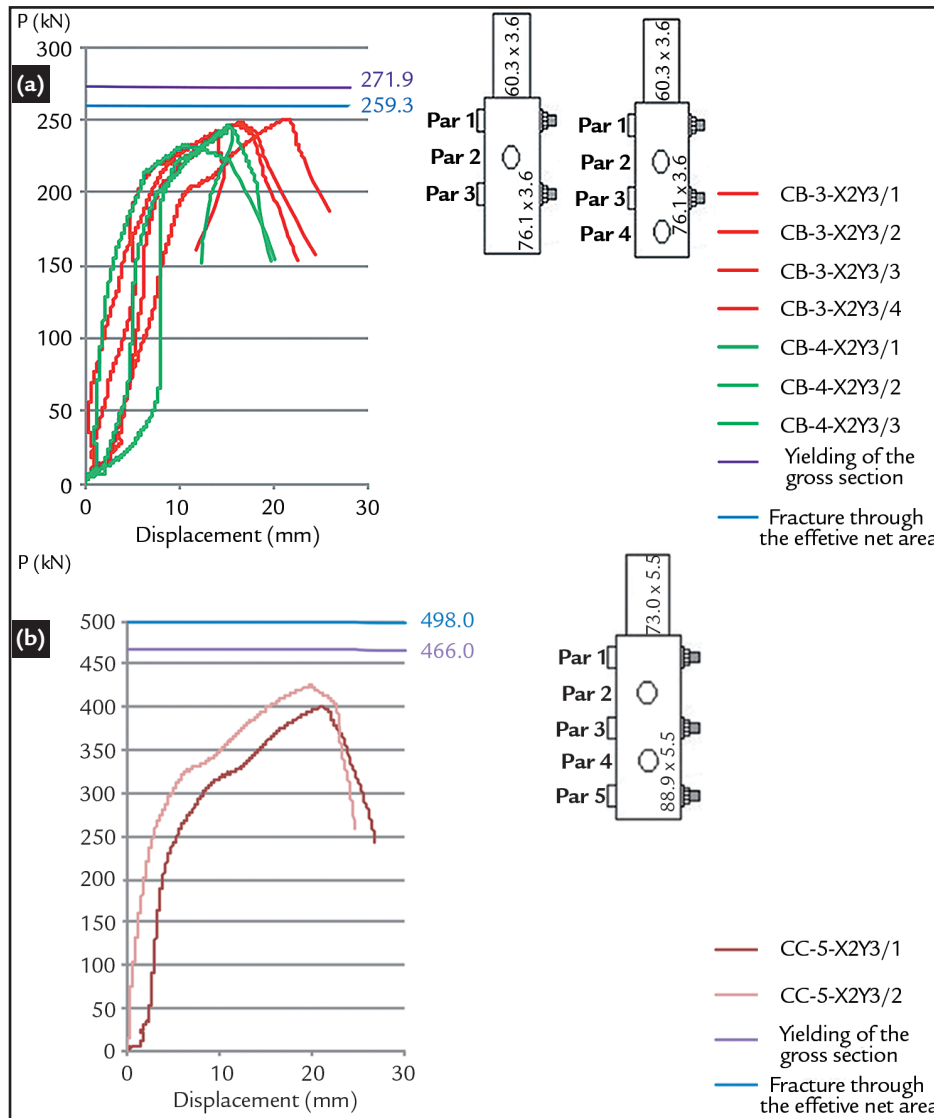 P (kN)
(a)
300
250
200
150
100
50
0
271.9
259.3
0
10
20
30
Displacement (mm)
60.3 x 3.6
Par 1
Par 2
Par 3
76.1 x 3.6
60.3 x 3.6
Par 1
Par 2
Par 3
Par 4
76.1 x 3.6
CB-3-X2Y3/1
CB-3-X2Y3/2
CB-3-X2Y3/3
CB-3-X2Y3/4
CB-4-X2Y3/1
CB-4-X2Y3/2
CB-4-X2Y3/3
Yielding of the
gross section
Fracture through
the effetive net area
P (kN)
(b)
500
450
400
350
300
250
200
150
100
50
0
498.0
466.0
0
10
20
30
Displacement (mm)
73.0 x 5.5
Par 1
Par 2
Par 3
Par 4
Par 5
88.9 x 5.5
CC-5-X2Y3/1
CC-5-X2Y3/2
Yielding of the
gross section
Fracture through
the effetive net area